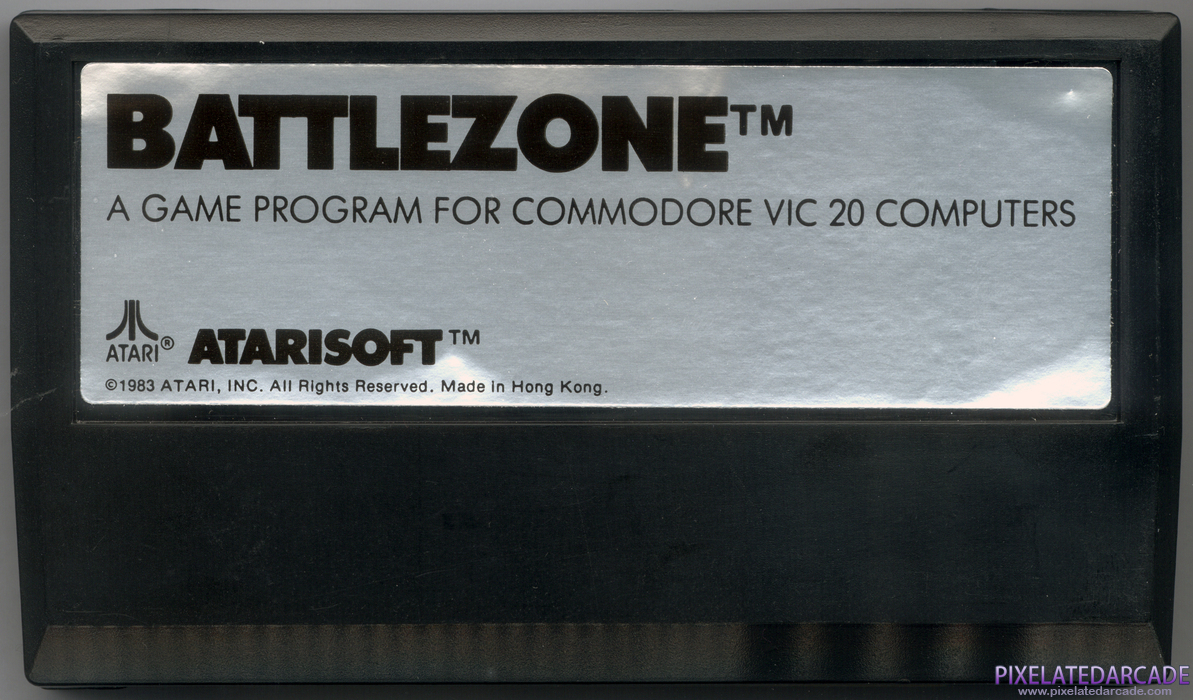 BATTLEZONE™
A GAME PROGRAM FOR COMMODORE VIC 20 COMPUTERS
ATARI® ATARISOFT™
©1983 ATARI, INC. All Rights Reserved. Made in Hong Kong.
PIXELATEDARCADE
www.pixelatedarcade.com